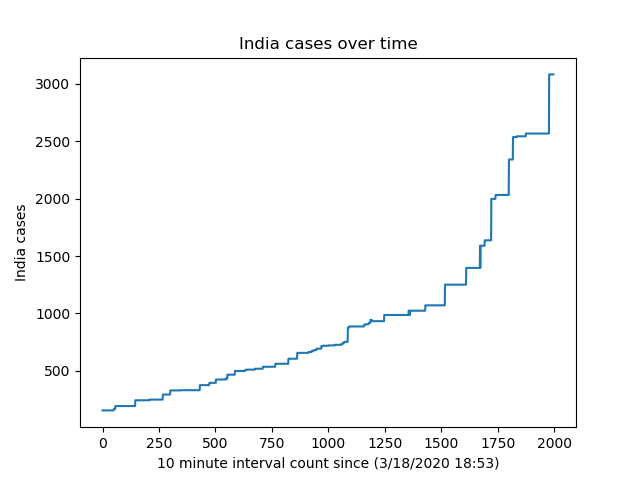 India cases over time
3000
2500
2000
1500
1000
500
India cases
0 250 500 750 1000 1250 1500 1750 2000
10 minute interval count since (3/18/2020 18:53)